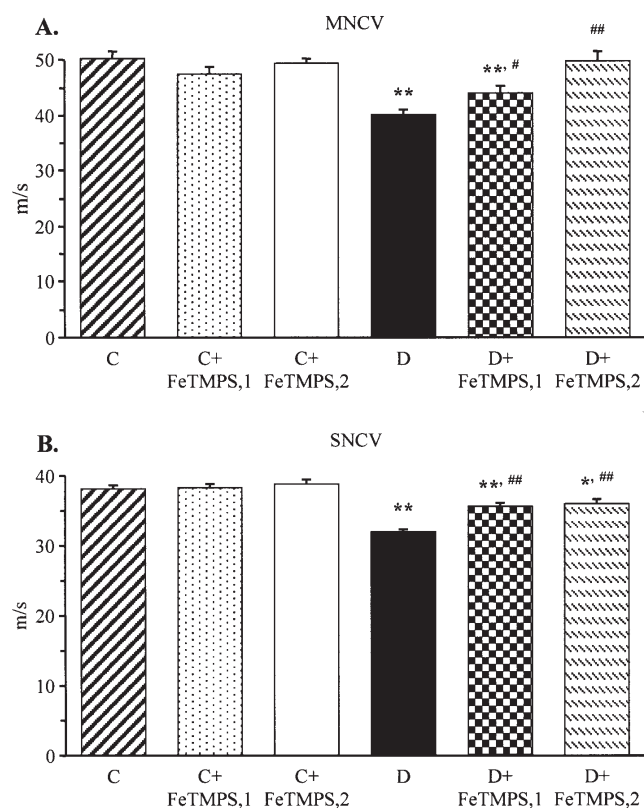 A.
MNCV
##
50
**, #
**
40
30
m/s
20
10
0
C
C+
C+
D
D+
D+
FeTMPS,1
FeTMPS,2
FeTMPS,1
FeTMPS,2
B.
SNCV
40
**, ##
*, ##
**
30
m/s
20
10
0
C
C+
C+
D
D+
D+
FeTMPS,1
FeTMPS,2
FeTMPS,1
FeTMPS,2